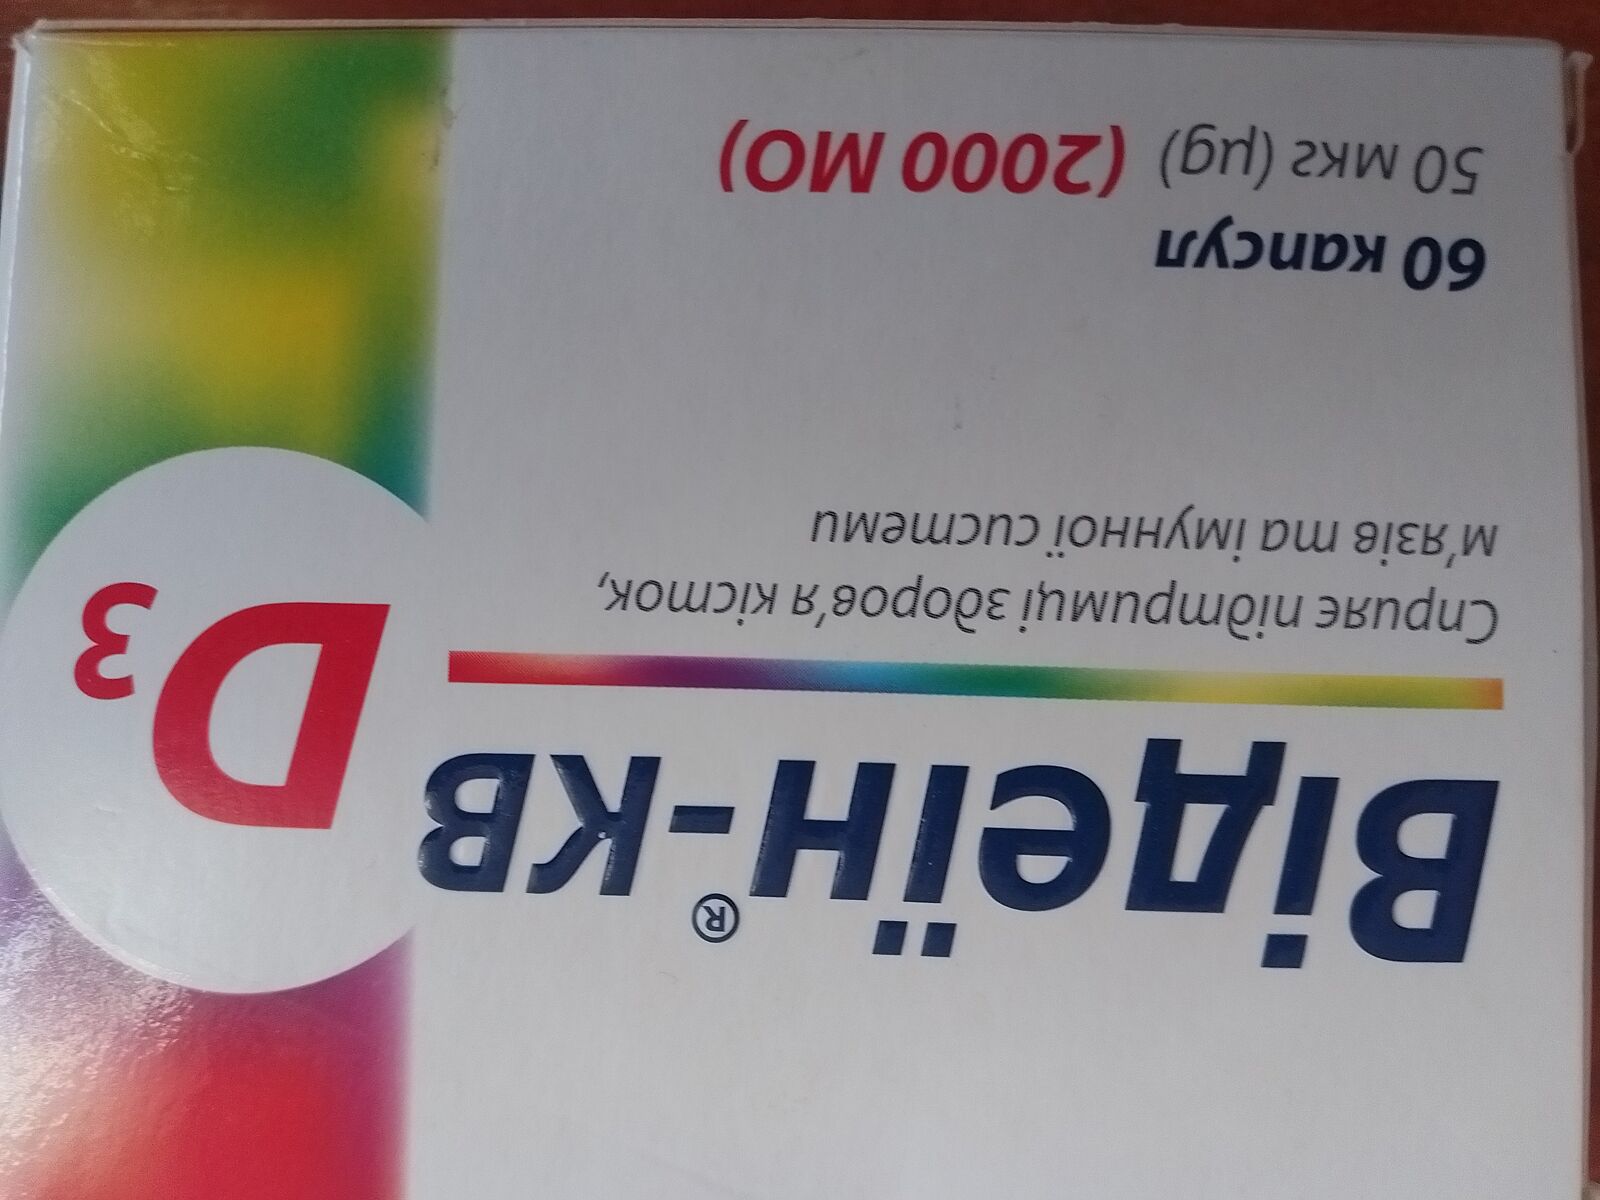 Відеїн®-КВ
D3
Сприяє підтримці здоров'я кісток,
м'язів та імунної системи
60 капсул
50 мкг (µg) (2000 МО)